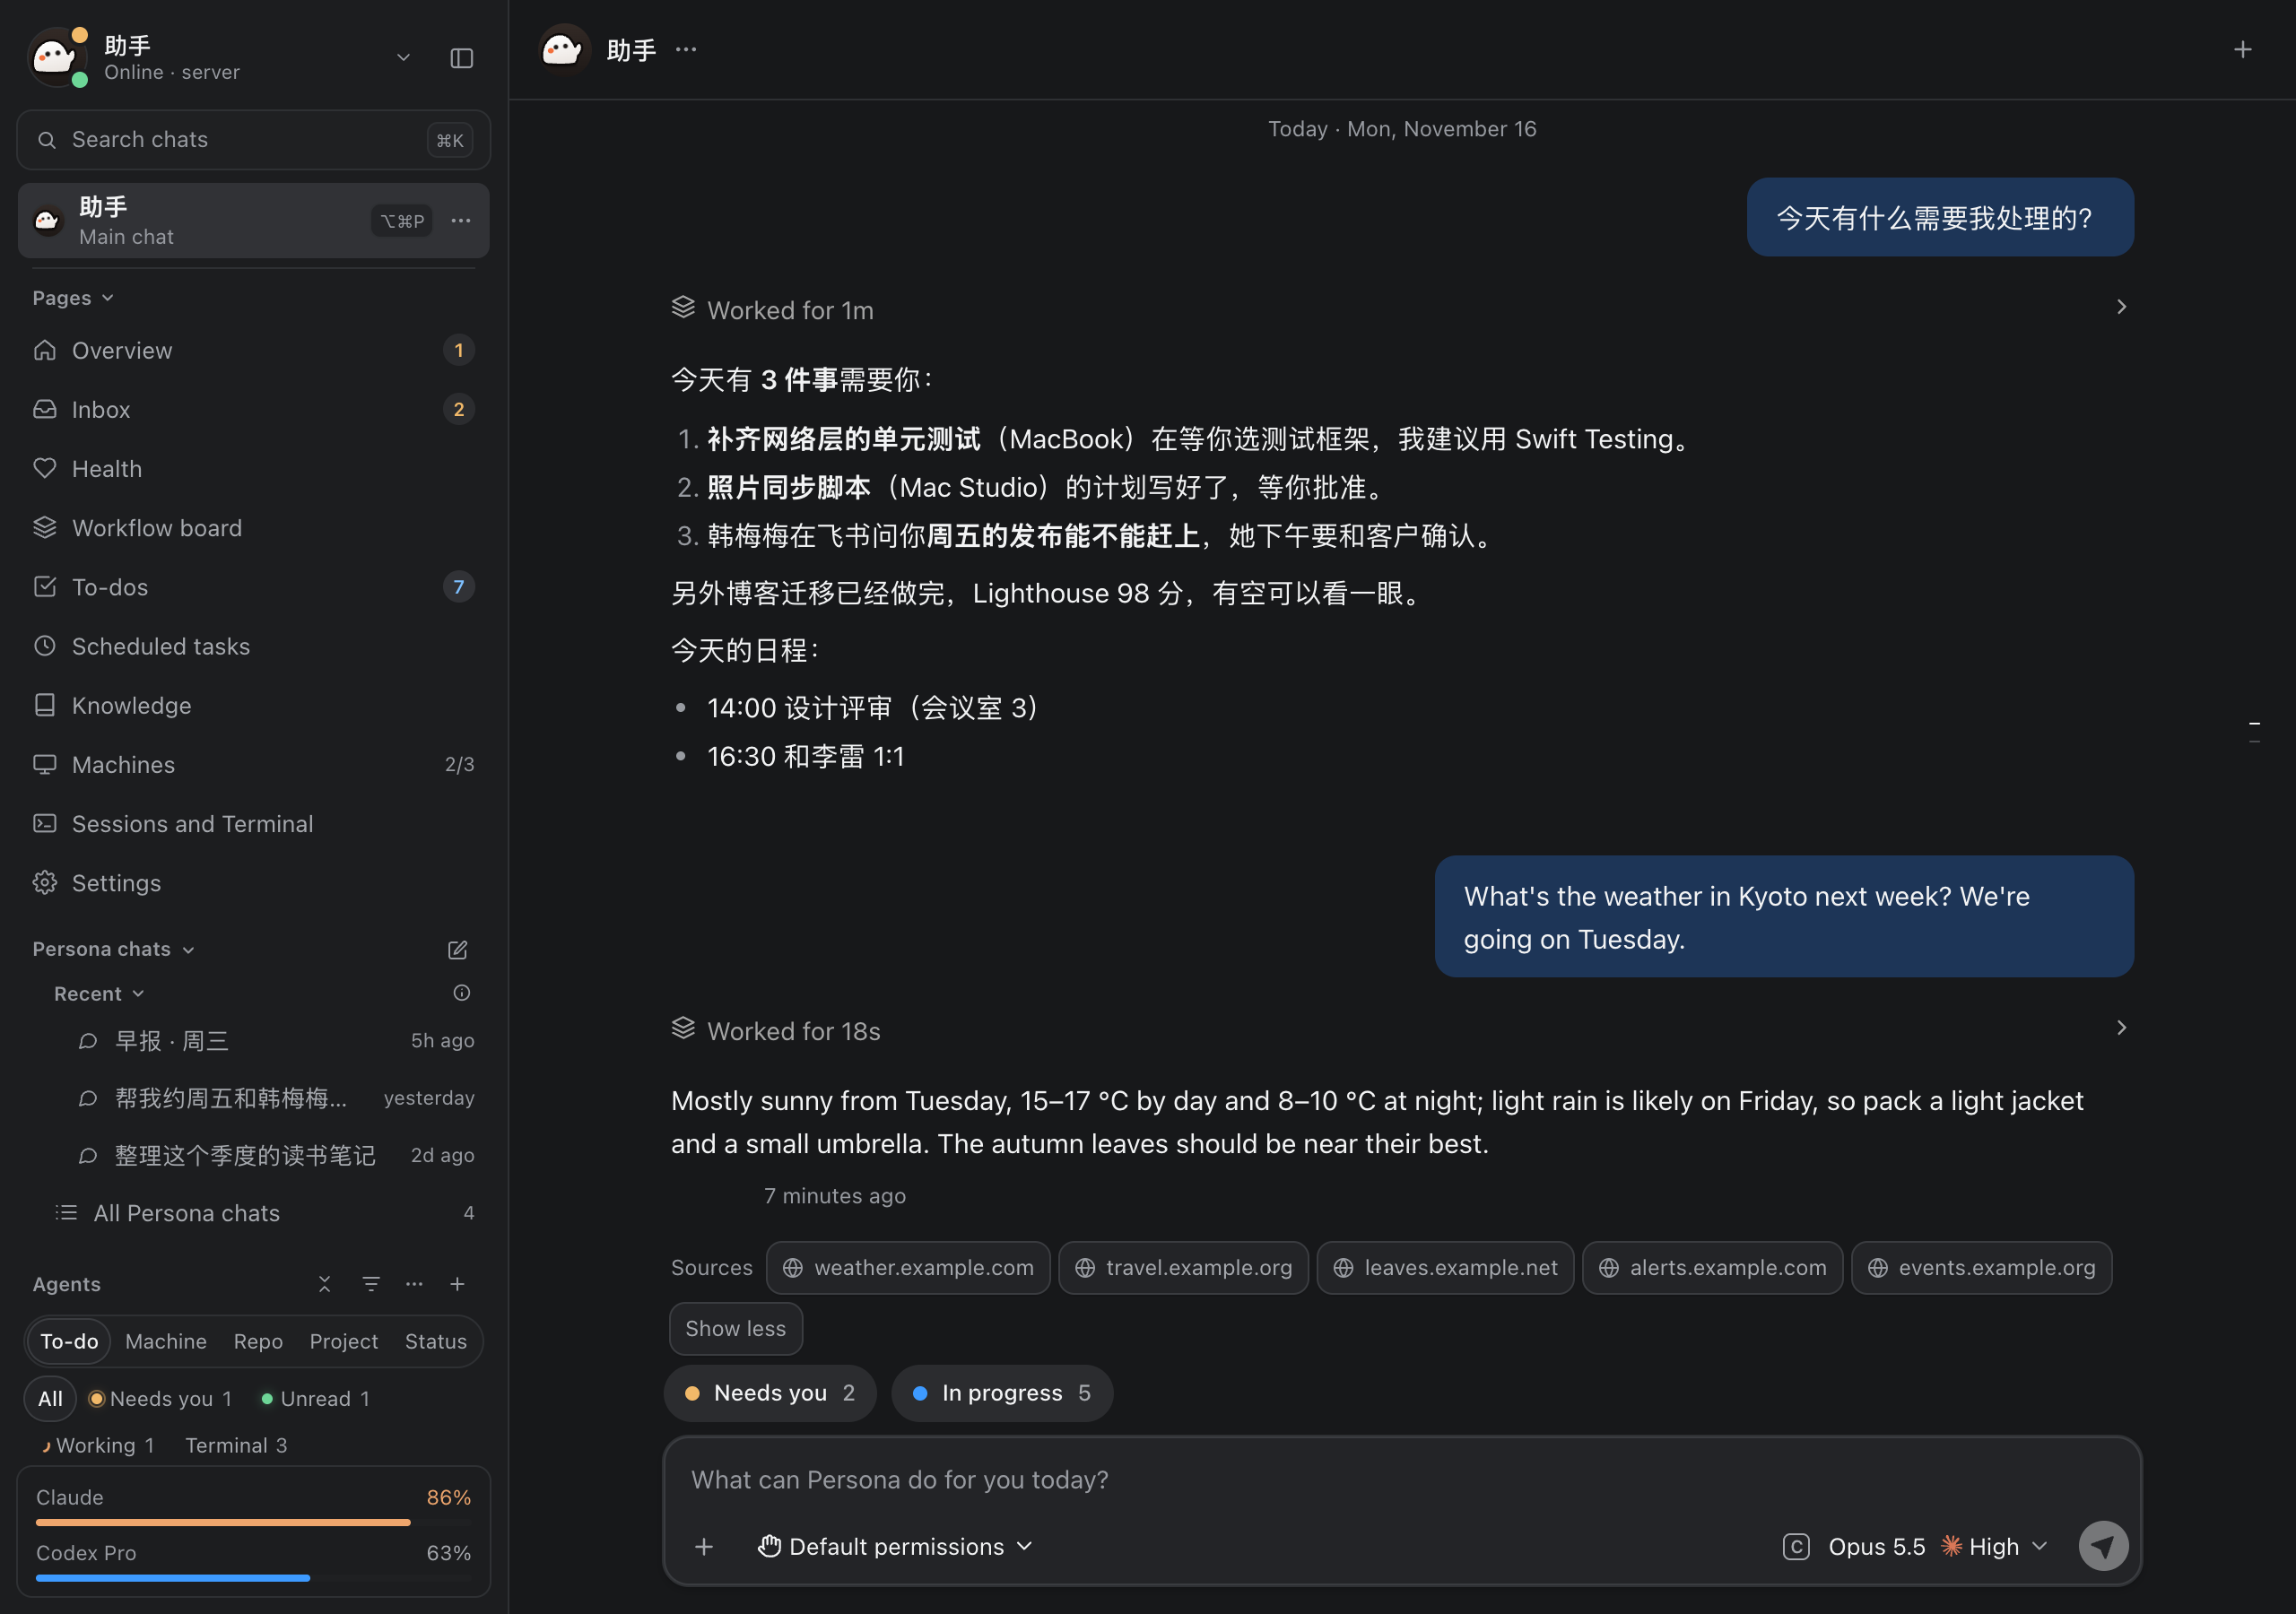 助手
Online · server
Search chats
⌘K
助手
Main chat
⌥⌘P
Pages
Overview
1
Inbox
2
Health
Workflow board
To-dos
7
Scheduled tasks
Knowledge
Machines
2/3
Sessions and Terminal
Settings
Persona chats
Recent
早报 · 周三
5h ago
帮我约周五和韩梅梅…
yesterday
整理这个季度的读书笔记
2d ago
All Persona chats
4
Agents
To-do Machine Repo Project Status
All Needs you 1 Unread 1
Working 1 Terminal 3
Claude
86%
Codex Pro
63%
助手
Today · Mon, November 16
今天有什么需要我处理的?
Worked for 1m
今天有 3 件事需要你：
1. 补齐网络层的单元测试（MacBook）在等你选测试框架，我建议用 Swift Testing。
2. 照片同步脚本（Mac Studio）的计划写好了，等你批准。
3. 韩梅梅在飞书问你周五的发布能不能赶上，她下午要和客户确认。
另外博客迁移已经做完，Lighthouse 98 分，有空可以看一眼。
今天的日程：
• 14:00 设计评审（会议室 3）
• 16:30 和李雷 1:1
What's the weather in Kyoto next week? We're
going on Tuesday.
Worked for 18s
Mostly sunny from Tuesday, 15–17 °C by day and 8–10 °C at night; light rain is likely on Friday, so pack a light jacket
and a small umbrella. The autumn leaves should be near their best.
7 minutes ago
Sources weather.example.com travel.example.org leaves.example.net alerts.example.com events.example.org
Show less
Needs you 2 In progress 5
What can Persona do for you today?
Default permissions
C Opus 5.5 High